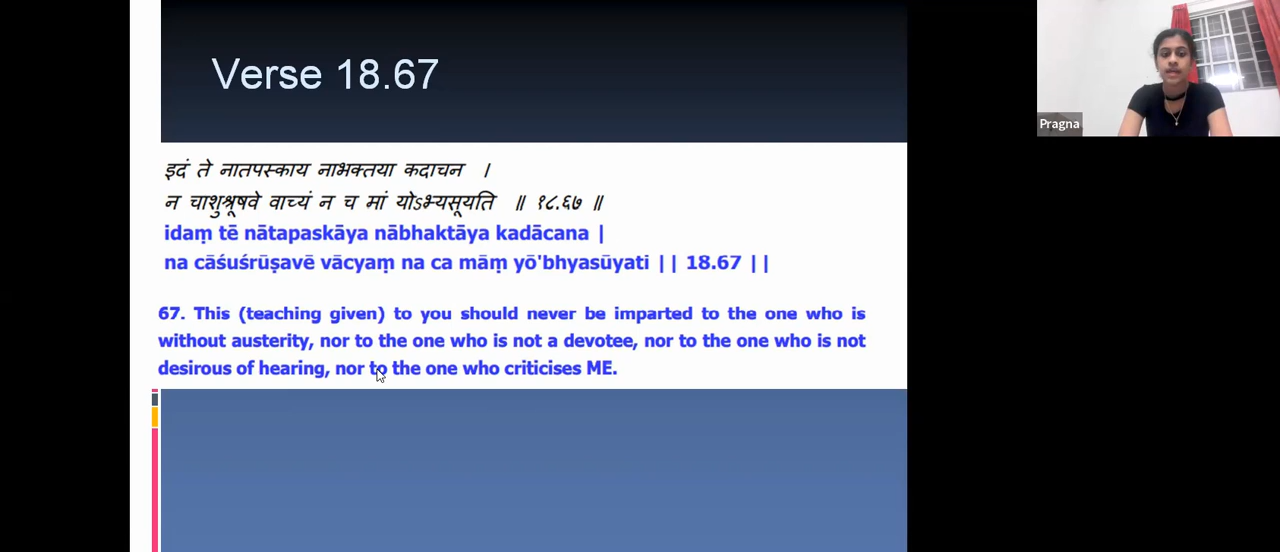 Verse 18.67
Pragna
इदं ते नातपस्काय नाभक्तया कदाचन ।
न चाशुश्रूषवे वाच्यं न च मां योऽभ्यसूयति ॥ १८.६७ ॥
idaṃ tē nātapaskāya nābhaktāya kadācana |
na cāśuśrūṣavē vācyaṃ na ca māṃ yō'bhyasūyati || 18.67 ||
67. This (teaching given) to you should never be imparted to the one who is
without austerity, nor to the one who is not a devotee, nor to the one who is not
desirous of hearing, nor to the one who criticises ME.